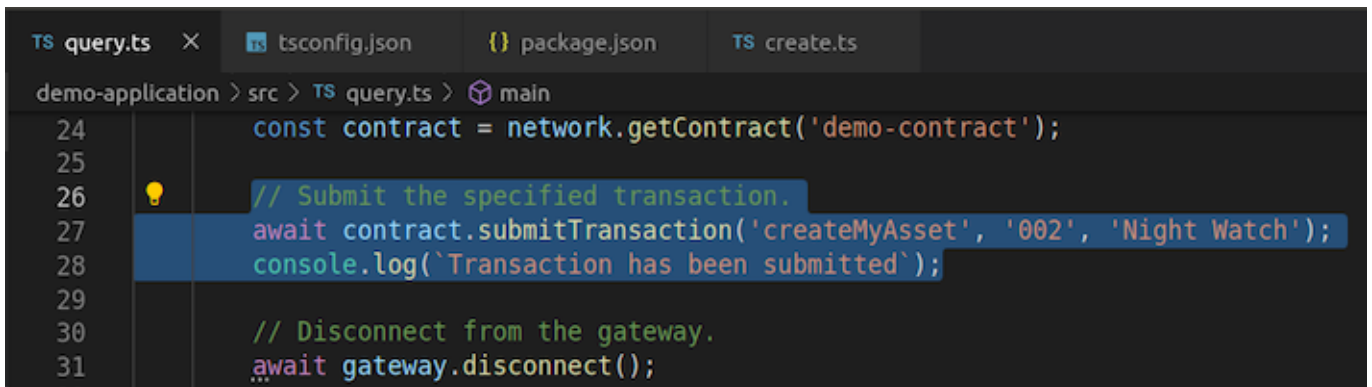 TS query.ts × TS tsconfig.json {} package.json TS create.ts
demo-application > src > TS query.ts > main
24 const contract = network.getContract('demo-contract');
25
26 // Submit the specified transaction.
27 await contract.submitTransaction('createMyAsset', '002', 'Night Watch');
28 console.log(`Transaction has been submitted`);
29
30 // Disconnect from the gateway.
31 await gateway.disconnect();